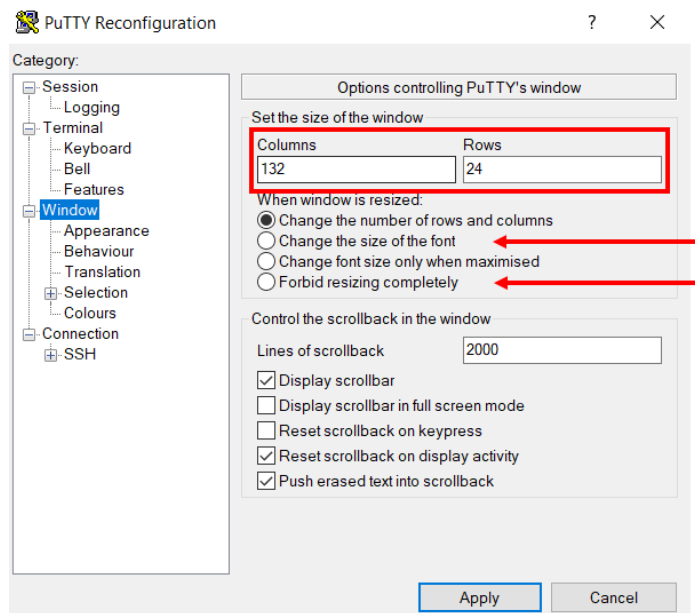 PuTTY Reconfiguration ? ×
Category:
Session
Logging
Terminal
Keyboard
Bell
Features
Window
Appearance
Behaviour
Translation
Selection
Colours
Connection
SSH
Options controlling PuTTY's window
Set the size of the window
Columns Rows
132 24
When window is resized:
Change the number of rows and columns
Change the size of the font
Change font size only when maximised
Forbid resizing completely
Control the scrollback in the window
Lines of scrollback 2000
Display scrollbar
Display scrollbar in full screen mode
Reset scrollback on keypress
Reset scrollback on display activity
Push erased text into scrollback
Apply Cancel